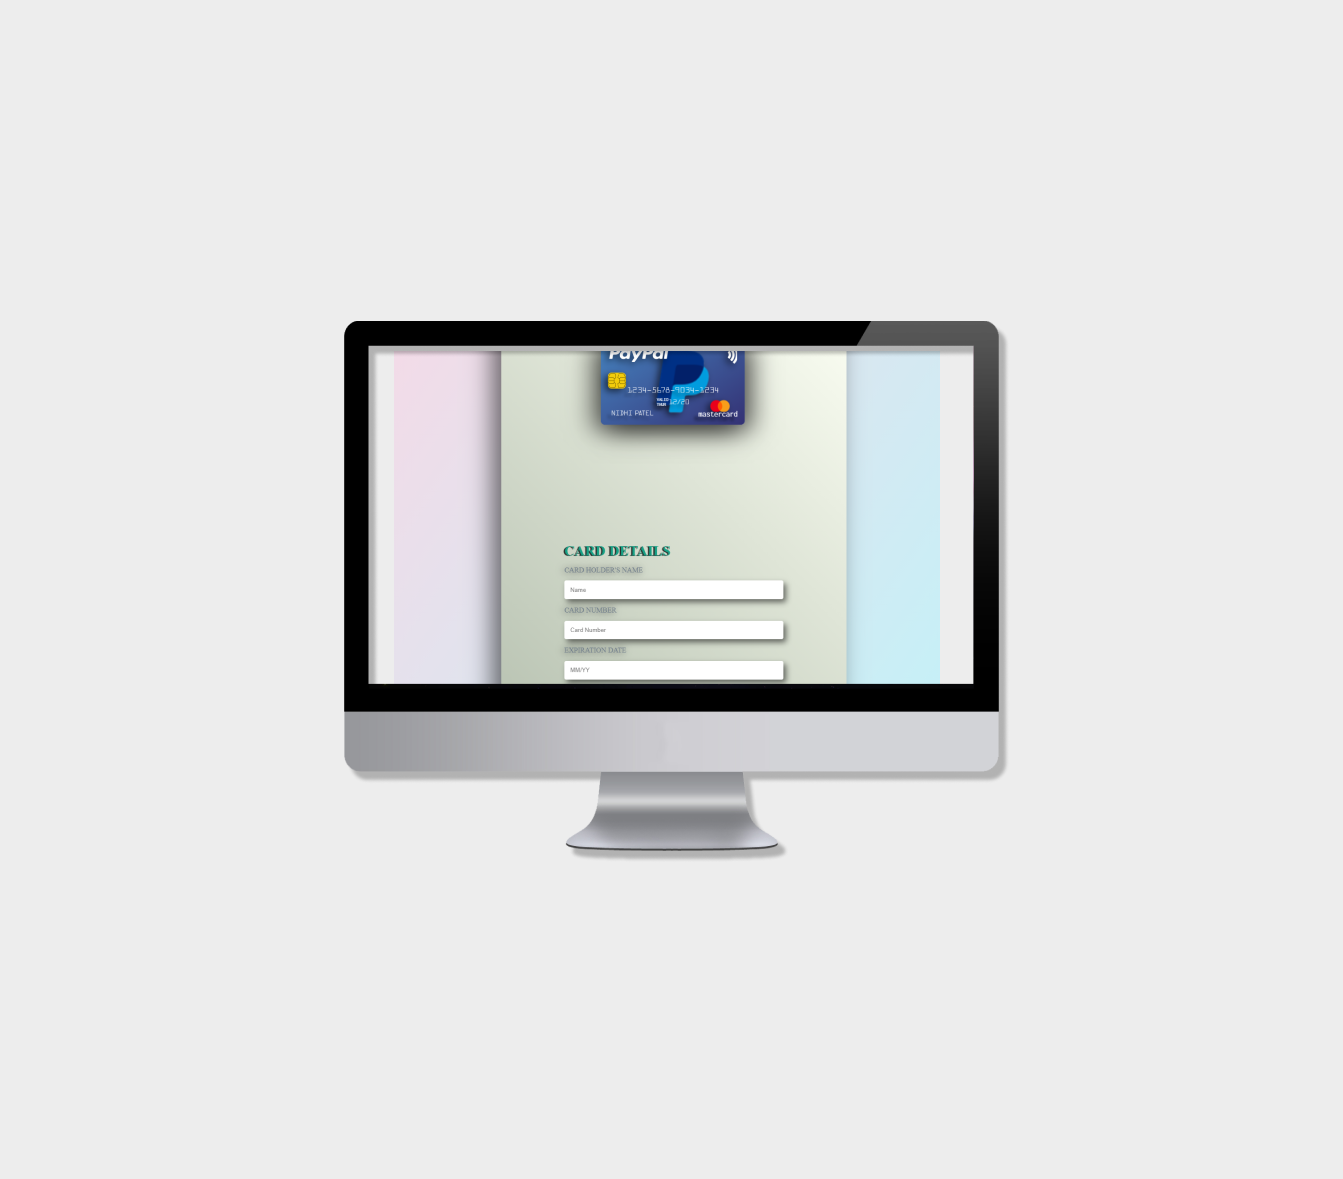 PayPal
1234-5678-9034-1234
VALID THRU 12/20
NIDHI PATEL
mastercard
CARD DETAILS
CARD HOLDER'S NAME
Name
CARD NUMBER
Card Number
EXPIRATION DATE
MM/YY